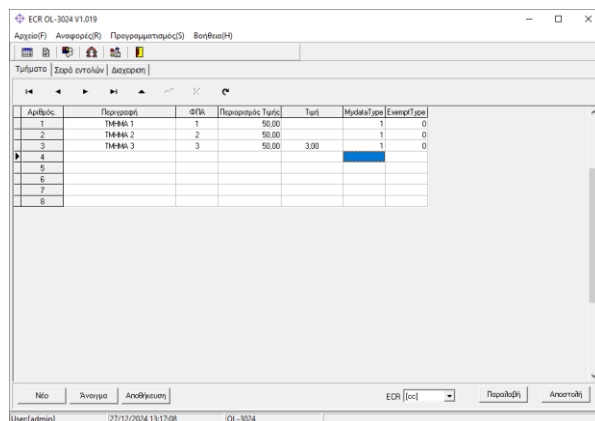 ECR OL-3024 V1.019
Αρχείο(F) Αναφορές(R) Προγραμματισμός(S) Βοήθεια(H)
Τμήματα Σειρά εντολών Διαχειριση
Αριθμός Περιγραφή ΦΠΑ Περιορισμός Τιμής Τιμή MydataType ExemptType
1 ΤΜΗΜΑ 1 1 50,00 1 0
2 ΤΜΗΜΑ 2 2 50,00 1 0
3 ΤΜΗΜΑ 3 3 50,00 3,00 1 0
4
5
6
7
8
Νέο Άνοιγμα Αποθήκευση ECR [cc] Παραλαβή Αποστολή
User[admin] 27/12/2024 13:17:08 OL-3024